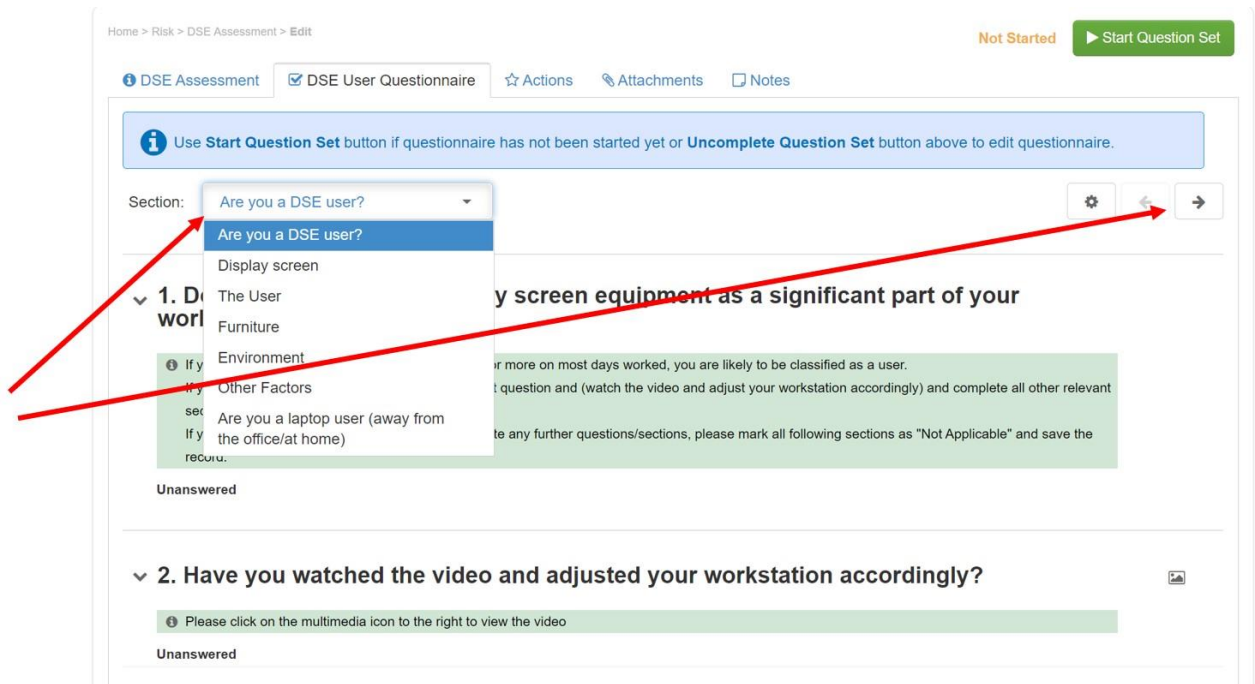 Home > Risk > DSE Assessment > Edit
Not Started
Start Question Set
DSE Assessment
DSE User Questionnaire
Actions
Attachments
Notes
Use Start Question Set button if questionnaire has not been started yet or Uncomplete Question Set button above to edit questionnaire.
Section:
Are you a DSE user?
Are you a DSE user?
Display screen
The User
Furniture
Environment
Other Factors
Are you a laptop user (away from
the office/at home)
1. D
y screen equipment as a significant part of your
If y
or more on most days worked, you are likely to be classified as a user.
question and (watch the video and adjust your workstation accordingly) and complete all other relevant
If y
te any further questions/sections, please mark all following sections as "Not Applicable" and save the
record.
Unanswered
2. Have you watched the video and adjusted your workstation accordingly?
Please click on the multimedia icon to the right to view the video
Unanswered